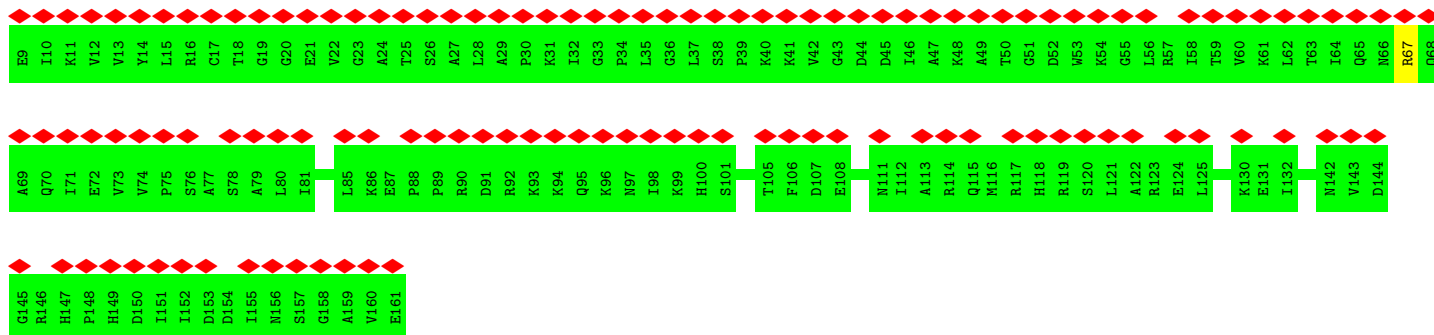 E9 I10 K11 V12 V13 Y14 L15 R16 C17 T18 G19 G20 E21 V22 G23 A24 T25 S26 A27 L28 A29 P30 K31 I32 G33 P34 L35 G36 L37 S38 P39 K40 K41 V42 G43 D44 D45 I46 A47 K48 A49 T50 G51 D52 W53 K54 G55 L56 R57 I58 T59 V60 K61 L62 T63 I64 Q65 N66 R67 Q68
A69 Q70 I71 E72 V73 V74 P75 S76 A77 S78 A79 L80 I81 L85 K86 E87 P88 P89 R90 D91 R92 K93 K94 Q95 K96 N97 I98 K99 H100 S101 T105 F106 D107 E108 N111 I112 A113 R114 Q115 M116 R117 H118 R119 S120 L121 A122 R123 E124 L125 K130 E131 I132 N142 V143 D144
G145 R146 H147 P148 H149 D150 I151 I152 D153 D154 I155 N156 S157 G158 A159 V160 E161